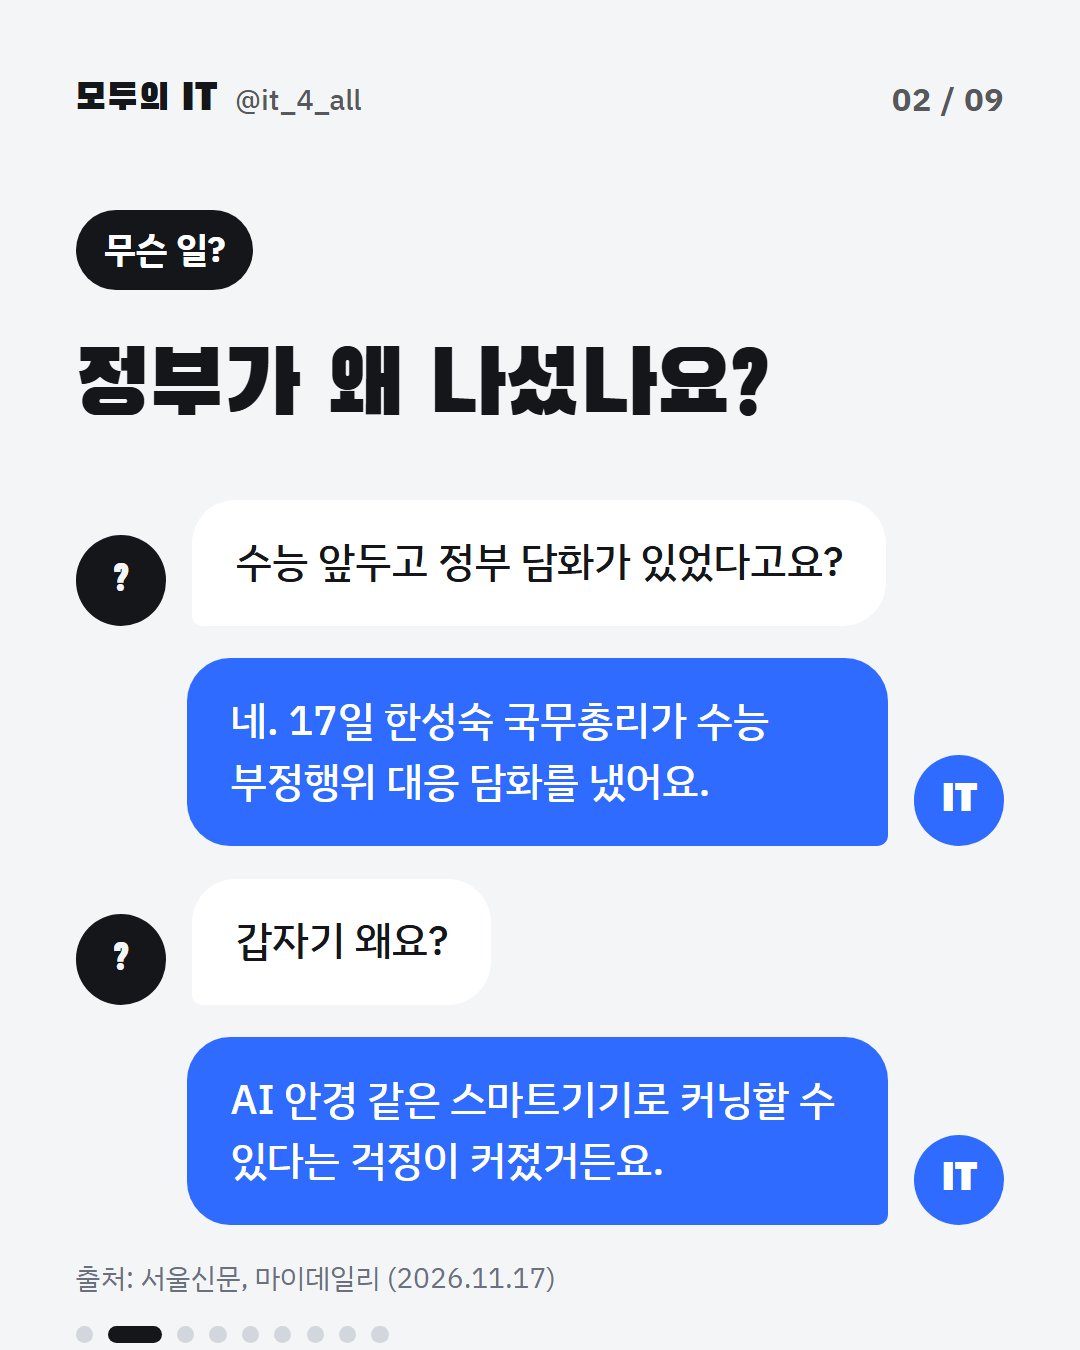 모두의 IT @it_4_all 02 / 09
무슨 일?
정부가 왜 나섰나요?
? 수능 앞두고 정부 담화가 있었다고요?
네. 17일 한성숙 국무총리가 수능
부정행위 대응 담화를 냈어요.
IT
? 갑자기 왜요?
AI 안경 같은 스마트기기로 커닝할 수
있다는 걱정이 커졌거든요.
IT
출처: 서울신문, 마이데일리 (2026.11.17)